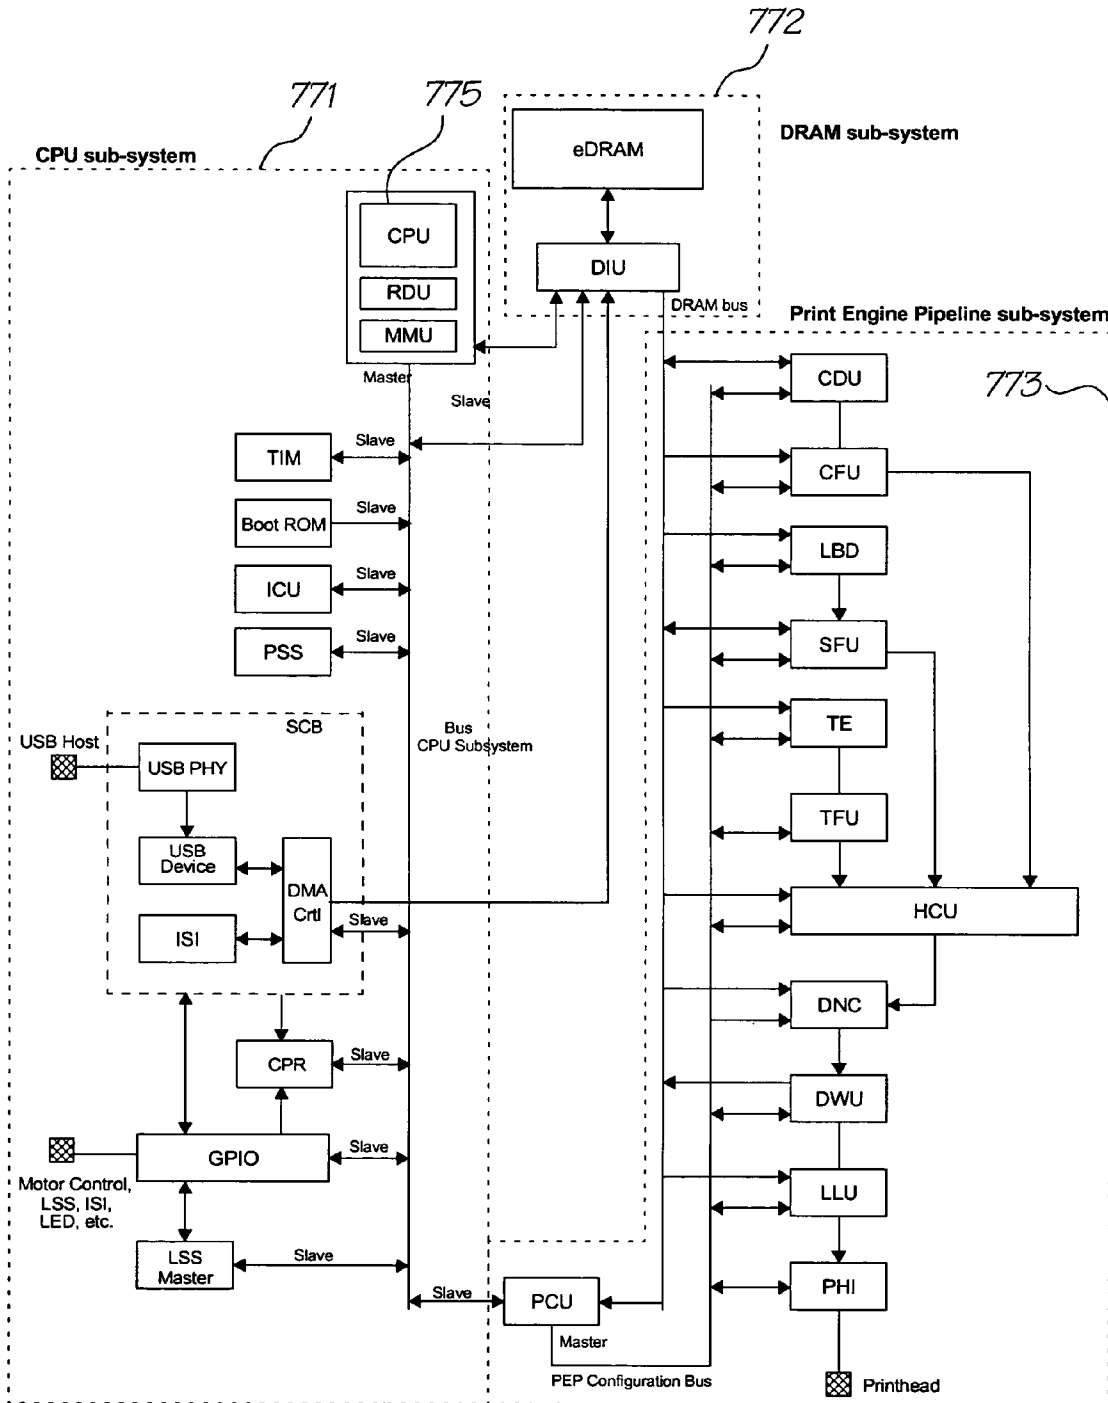 772
771
775
DRAM sub-system
CPU sub-system
eDRAM
CPU
DIU
RDU
DRAM bus
Print Engine Pipeline sub-system
MMU
Master
CDU
773
Slave
Slave
TIM
CFU
Slave
Boot ROM
LBD
Slave
ICU
Slave
PSS
SFU
SCB
Bus
CPU Subsystem
TE
USB Host
USB PHY
TFU
USB
Device
DMA
Crtl
HCU
Slave
ISI
DNC
Slave
CPR
DWU
Slave
GPIO
Motor Control,
LSS, ISI,
LED, etc.
LLU
Slave
LSS
Master
Slave
PCU
PHI
Master
PEP Configuration Bus
Printhead